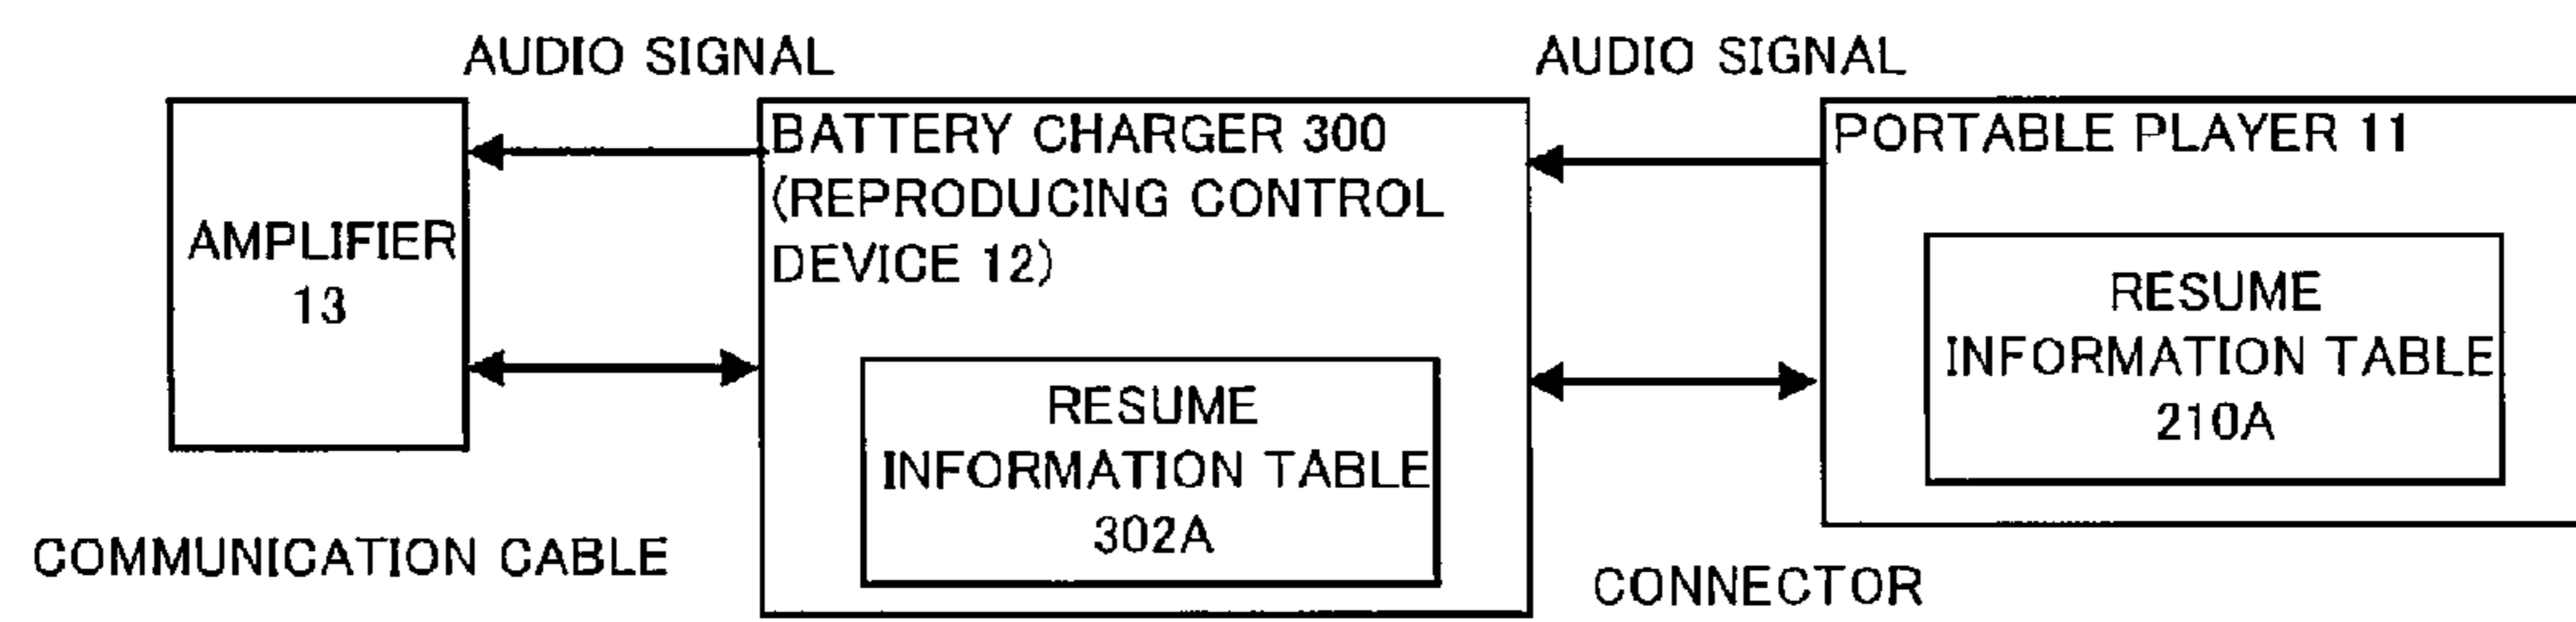 AUDIO SIGNAL
AUDIO SIGNAL
AMPLIFIER
13
BATTERY CHARGER 300
(REPRODUCING CONTROL
DEVICE 12)
RESUME
INFORMATION TABLE
302A
PORTABLE PLAYER 11
RESUME
INFORMATION TABLE
210A
COMMUNICATION CABLE
CONNECTOR